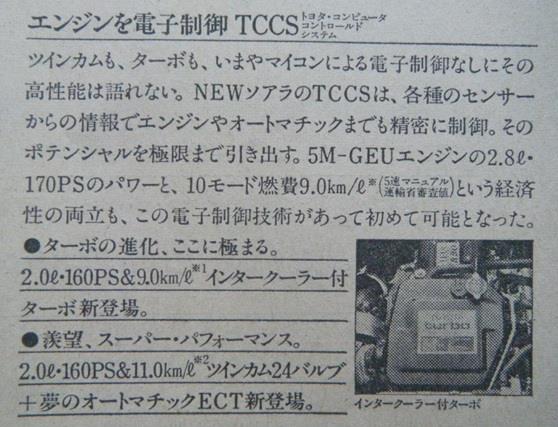 エンジンを電子制御 TCCS トヨタ・コンピュータ
コントロールド
システム
ツインカムも、ターボも、いまやマイコンによる電子制御なしにその
高性能は語れない。NEWソアラのTCCSは、各種のセンサー
からの情報でエンジンやオートマチックまでも精密に制御。その
ポテンシャルを極限まで引き出す。5M-GEUエンジンの2.8ℓ・
170PSのパワーと、10モード燃費9.0km/ℓ※(5速マニュアル 運輸省審査値)という経済
性の両立も、この電子制御技術があって初めて可能となった。
●ターボの進化、ここに極まる。
2.0ℓ・160PS&9.0km/ℓ※1インタークーラー付
ターボ新登場。
●羨望、スーパー・パフォーマンス。
2.0ℓ・160PS&11.0km/ℓ※2ツインカム24バルブ
+夢のオートマチックECT新登場。
turbo
インタークーラー付ターボ